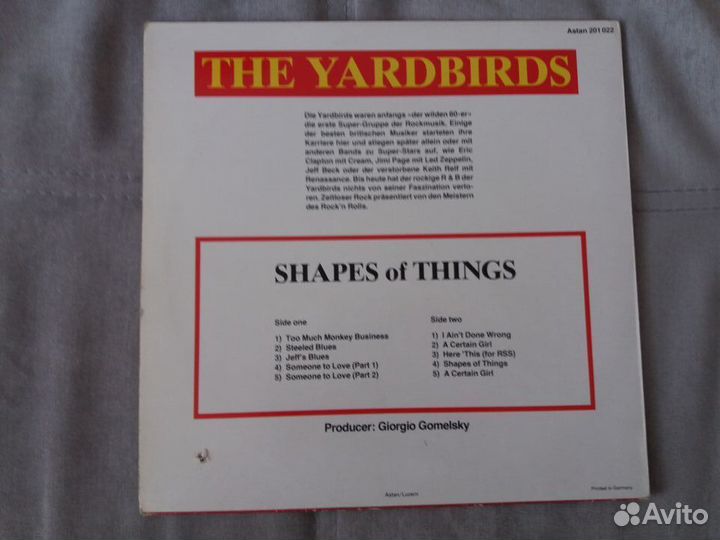 Astan 201 022
THE YARDBIRDS
Die Yardbirds waren anfangs «der wilden 60-er»
die erste Super-Gruppe der Rockmusik. Einige
der besten britischen Musiker starteten ihre
Karriere hier und stiegen später allein oder mit
anderen Bands zu Super-Stars auf, wie Eric
Clapton mit Cream, Jimi Page mit Led Zeppelin,
Jeff Beck oder der verstorbene Keith Relf mit
Renaissance. Bis heute hat der rockige R & B der
Yardbirds nichts von seiner Faszination verlo-
ren. Zeitloser Rock präsentiert von den Meistern
des Rock'n Rolls.
SHAPES of THINGS
Side one
1) Too Much Monkey Business
2) Steeled Blues
3) Jeff's Blues
4) Someone to Love (Part 1)
5) Someone to Love (Part 2)
Side two
1) I Ain't Done Wrong
2) A Certain Girl
3) Here 'This (for RSS)
4) Shapes of Things
5) A Certain Girl
Producer: Giorgio Gomelsky
Astan/Luzern
Printed in Germany
Avito